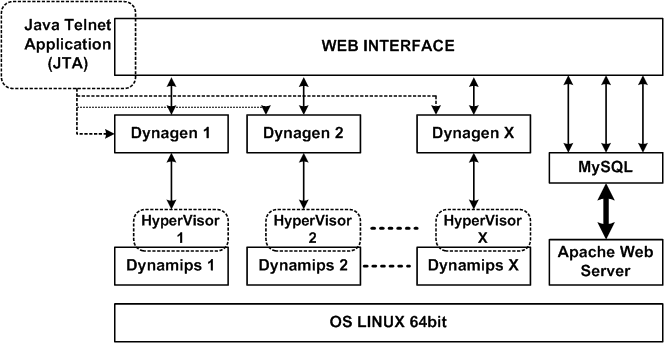 Java Telnet
Application
(JTA)
WEB INTERFACE
Dynagen 1
Dynagen 2
Dynagen X
MySQL
HyperVisor
1
HyperVisor
2
HyperVisor
X
Dynamips 1
Dynamips 2
Dynamips X
Apache Web
Server
OS LINUX 64bit